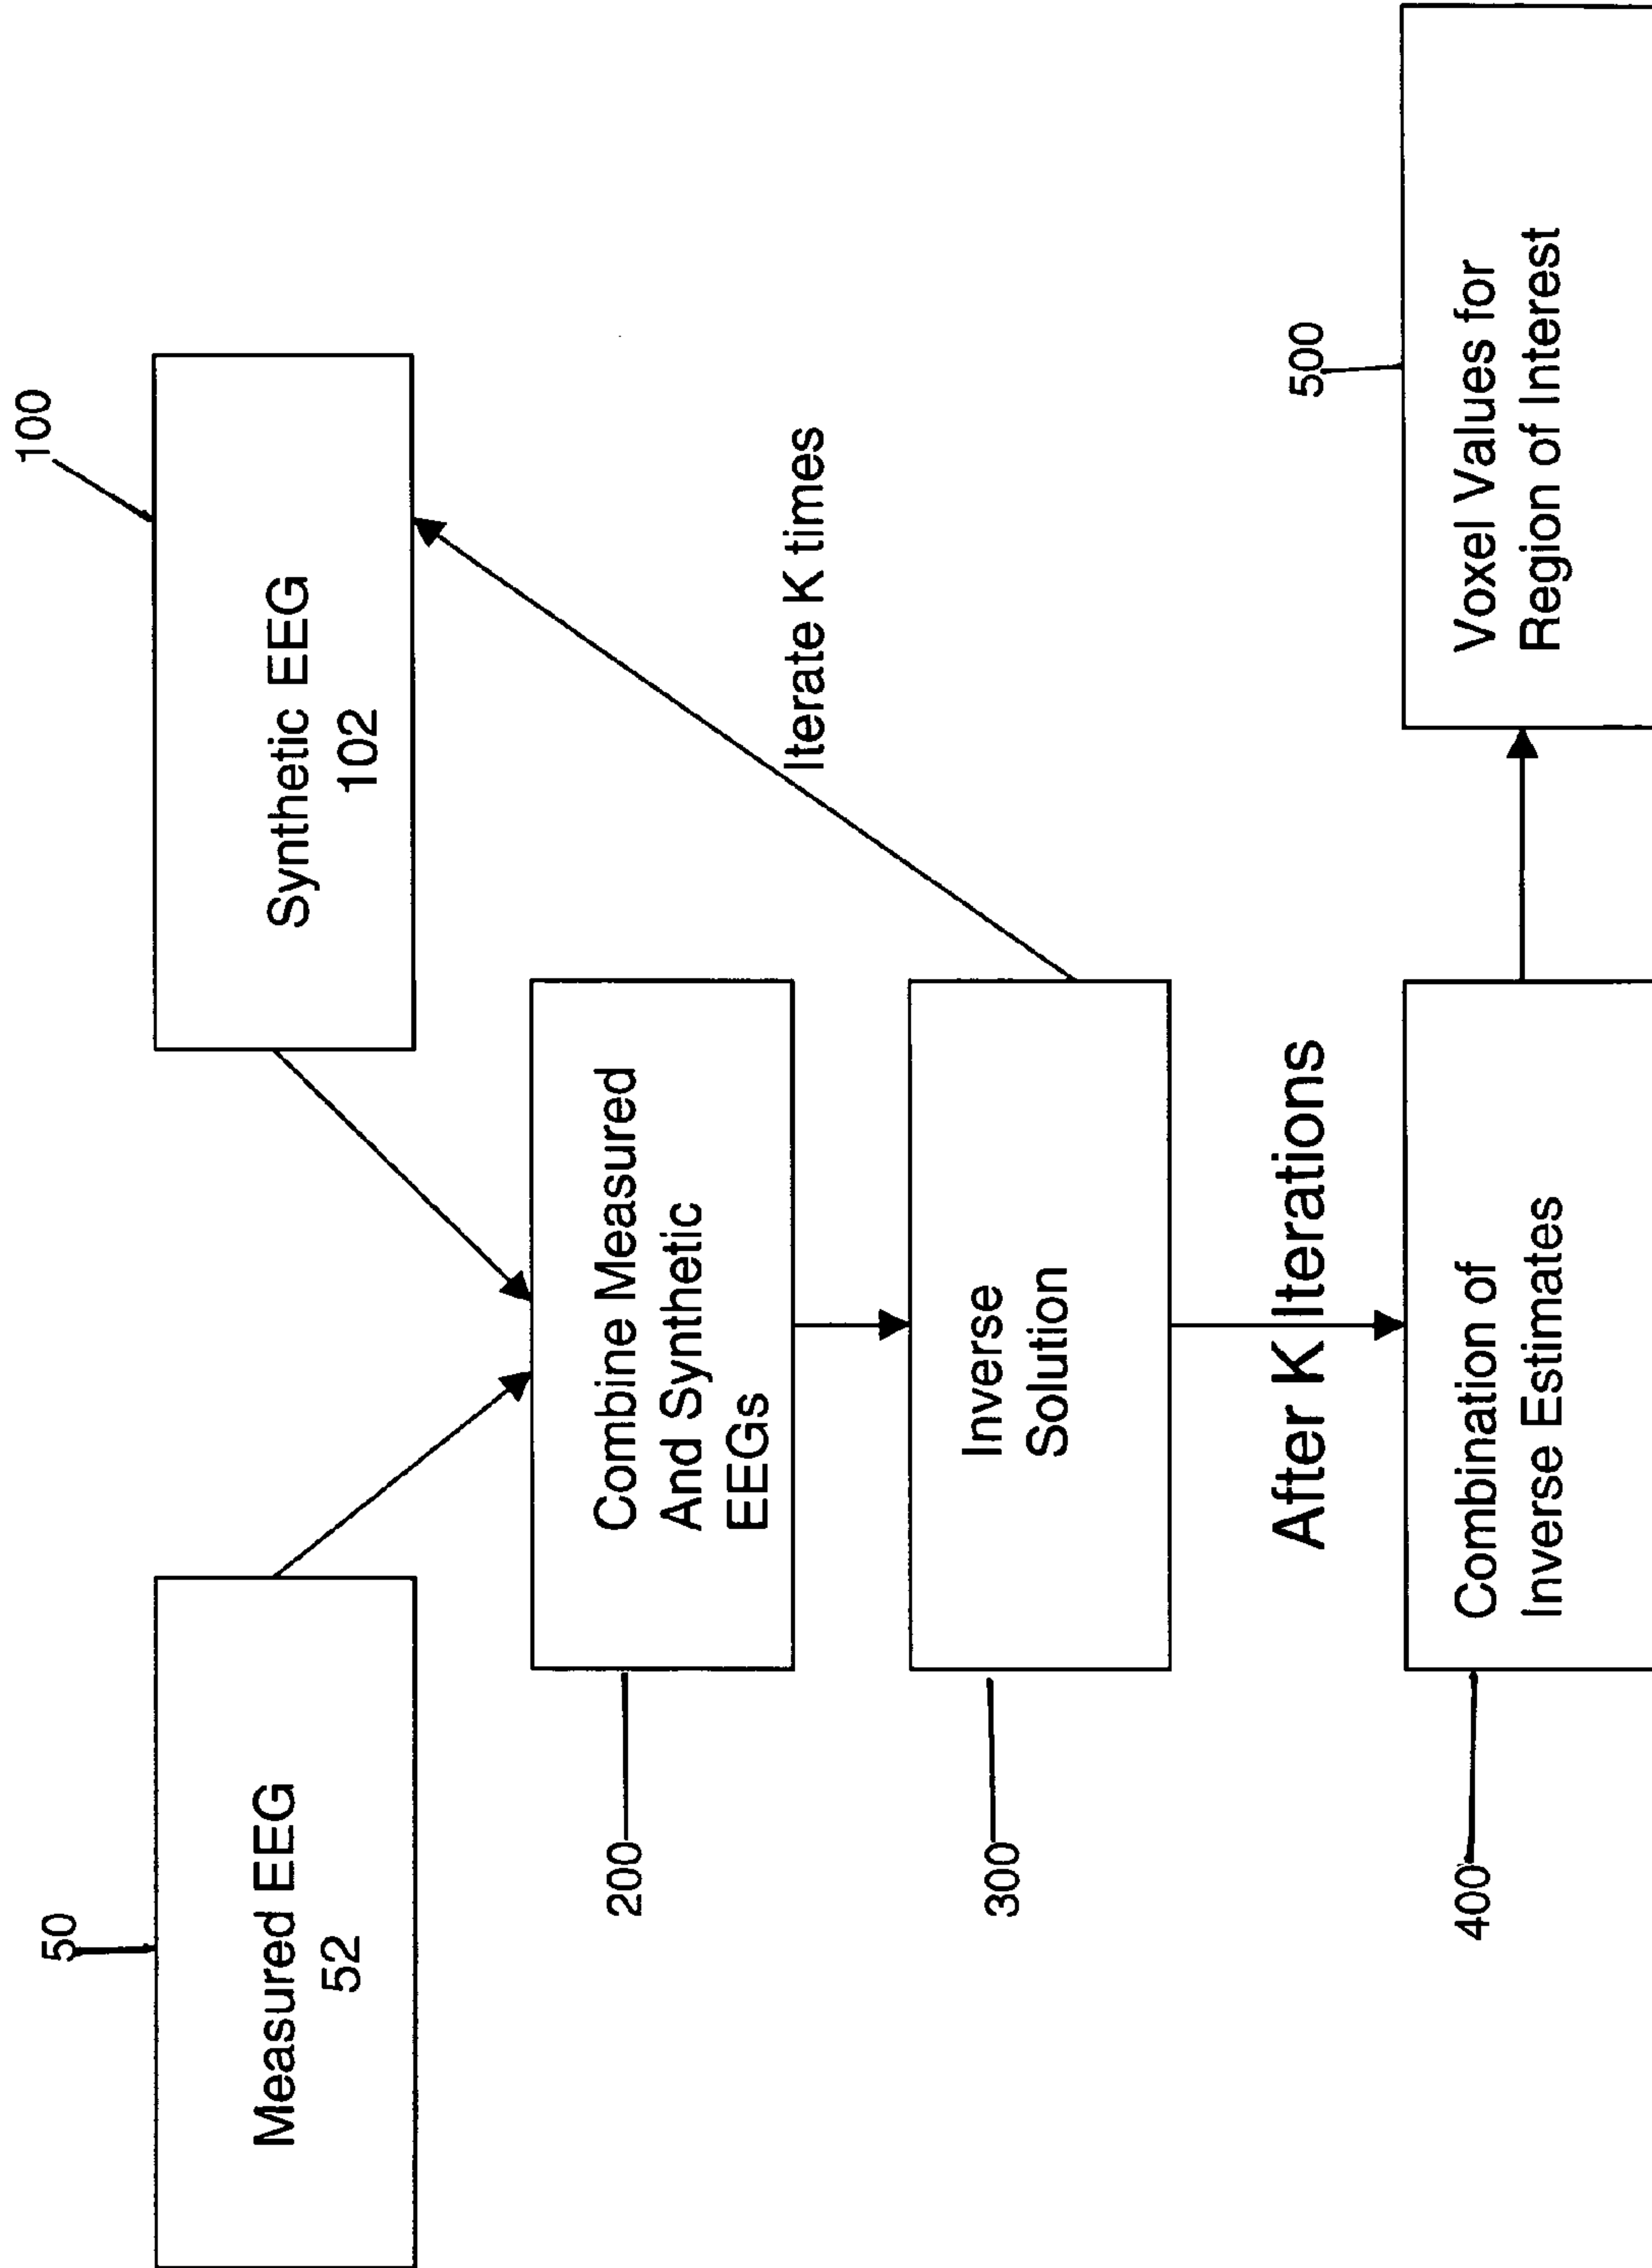 50
Measured EEG
52
100
Synthetic EEG
102
200
Combine Measured
And Synthetic
EEGs
Iterate K times
300
Inverse
Solution
After K Iterations
400
Combination of
Inverse Estimates
500
Voxel Values for
Region of Interest